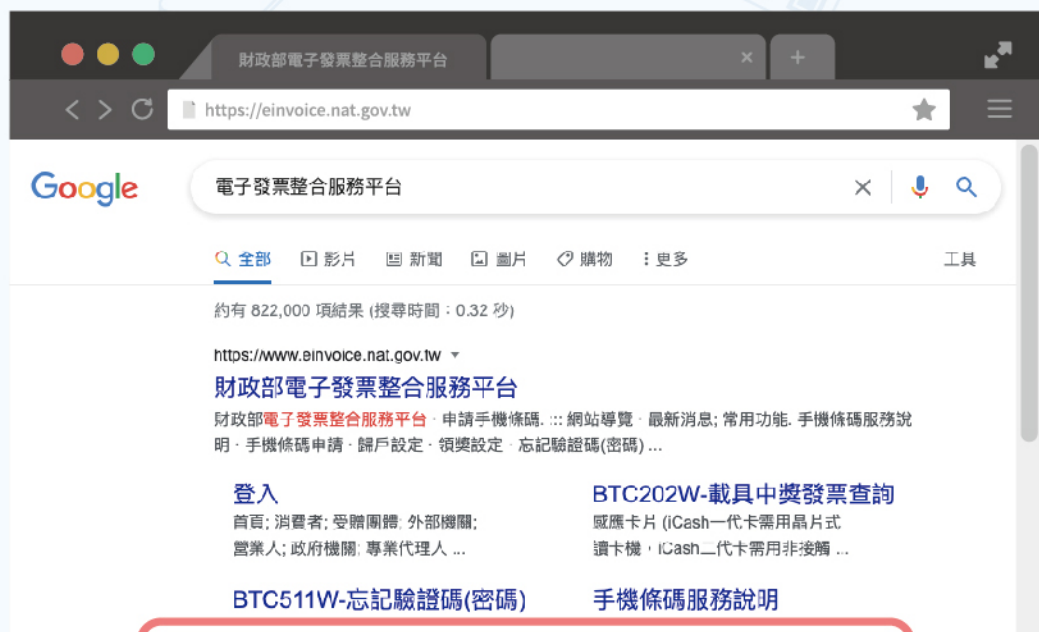 財政部電子發票整合服務平台
https://einvoice.nat.gov.tw
Google
電子發票整合服務平台
全部 影片 新聞 圖片 購物 更多 工具
約有 822,000 項結果 (搜尋時間:0.32 秒)
https://www.einvoice.nat.gov.tw
財政部電子發票整合服務平台
財政部電子發票整合服務平台 · 申請手機條碼. ::: 網站導覽 · 最新消息; 常用功能. 手機條碼服務說
明 · 手機條碼申請 · 歸戶設定 · 領獎設定 · 忘記驗證碼(密碼) ...
登入
首頁; 消費者; 受贈團體; 外部機關;
營業人; 政府機關; 專業代理人 ...
BTC202W-載具中獎發票查詢
感應卡片 (iCash一代卡需用晶片式
讀卡機,iCash二代卡需用非接觸 ...
BTC511W-忘記驗證碼(密碼)
手機條碼服務說明